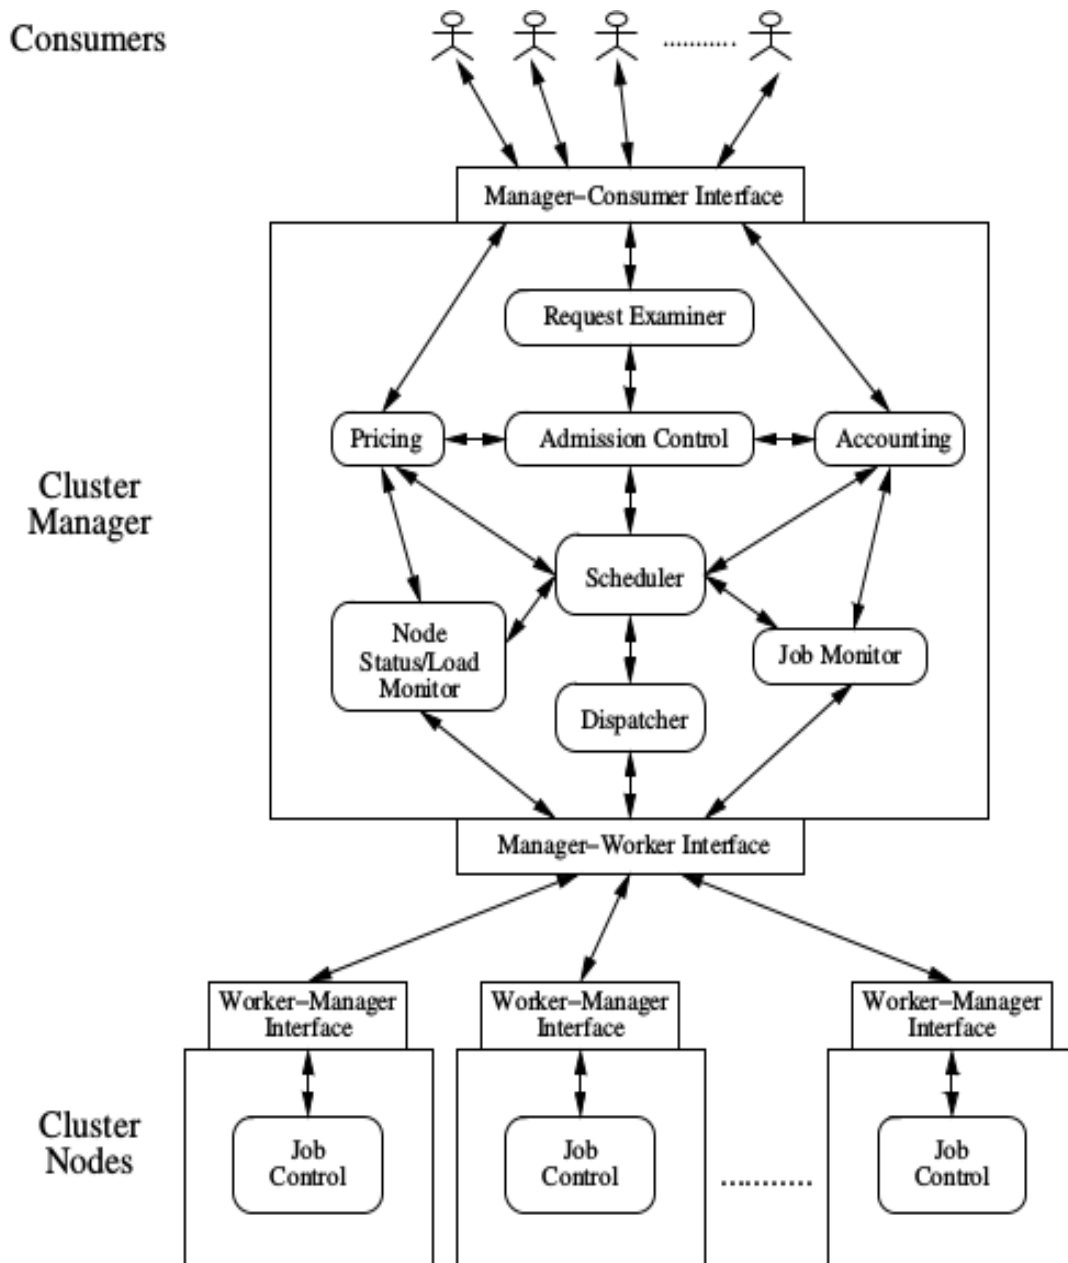 Consumers
...........
Manager–Consumer Interface
Request Examiner
Pricing
Admission Control
Accounting
Cluster
Manager
Scheduler
Node
Status/Load
Monitor
Job Monitor
Dispatcher
Manager–Worker Interface
Worker–Manager
Interface
Worker–Manager
Interface
Worker–Manager
Interface
Cluster
Nodes
Job
Control
Job
Control
...........
Job
Control